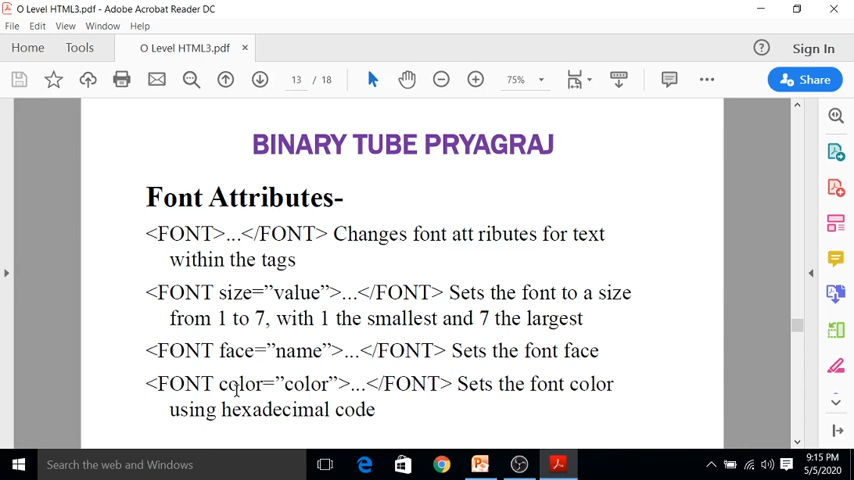 O Level HTML3.pdf - Adobe Acrobat Reader DC
File Edit View Window Help
Home Tools O Level HTML3.pdf × ? Sign In
13 / 18 75% Share
BINARY TUBE PRYAGRAJ
Font Attributes-
<FONT>...</FONT> Changes font att ributes for text
within the tags
<FONT size=”value”>...</FONT> Sets the font to a size
from 1 to 7, with 1 the smallest and 7 the largest
<FONT face=”name”>...</FONT> Sets the font face
<FONT color=”color”>...</FONT> Sets the font color
using hexadecimal code
Search the web and Windows
9:15 PM
5/5/2020